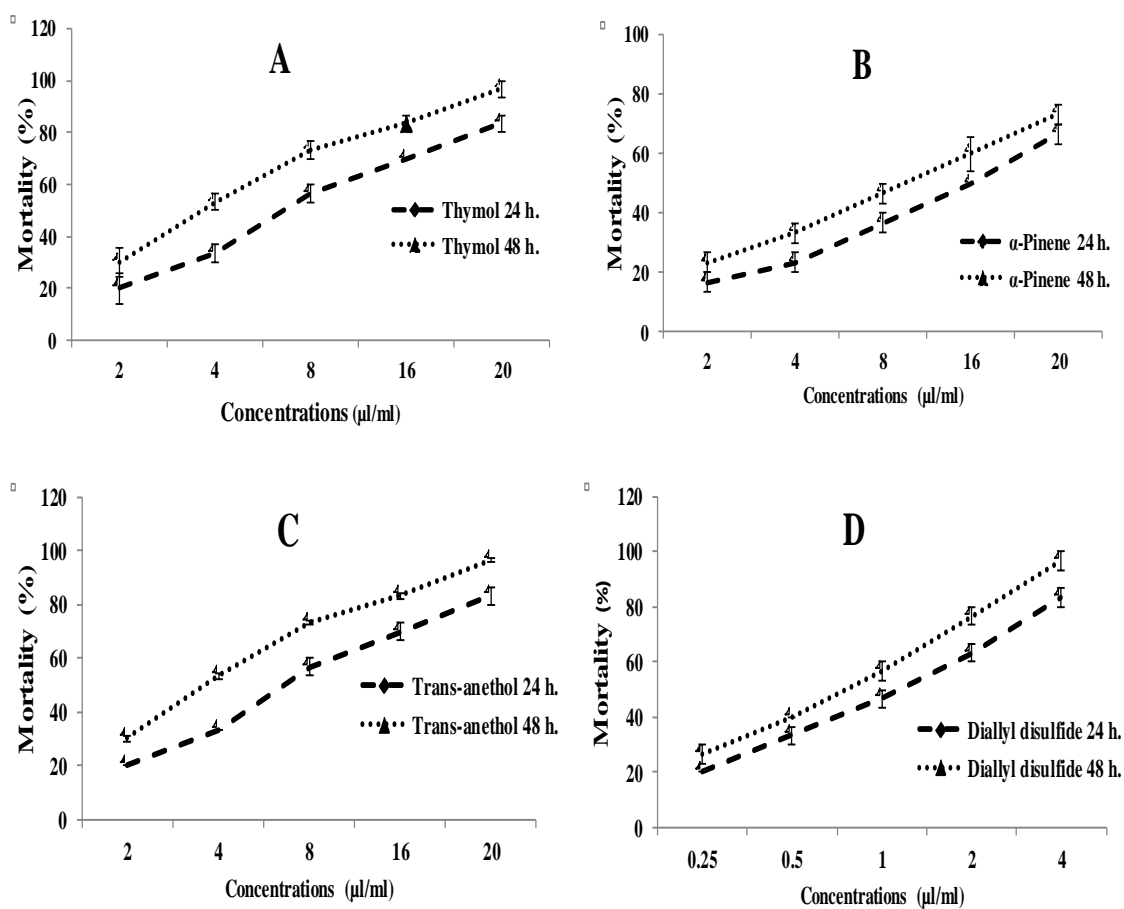 A
Mortality (%)
120
100
80
60
40
20
0
Thymol 24 h.
Thymol 48 h.
2 4 8 16 20
Concentrations (µl/ml)
B
Mortality (%)
100
80
60
40
20
0
α-Pinene 24 h.
α-Pinene 48 h.
2 4 8 16 20
Concentrations (µl/ml)
C
Mortality (%)
120
100
80
60
40
20
0
Trans-anethol 24 h.
Trans-anethol 48 h.
2 4 8 16 20
Concentrations (µl/ml)
D
Mortality (%)
120
100
80
60
40
20
0
Diallyl disulfide 24 h.
Diallyl disulfide 48 h.
0.25 0.5 1 2 4
Concentrations (µl/ml)